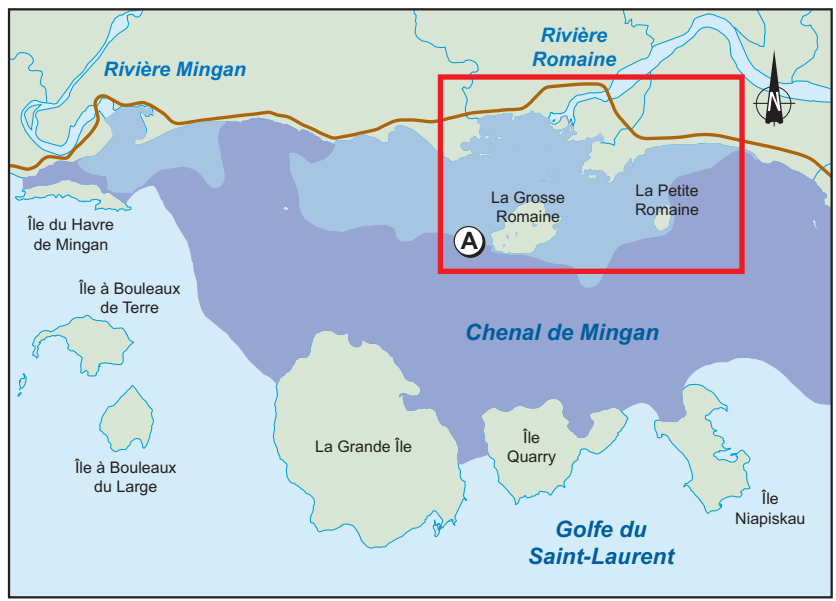 Rivière
Romaine
Rivière Mingan
N
La Grosse
Romaine
La Petite
Romaine
A
Île du Havre
de Mingan
Île à Bouleaux
de Terre
Chenal de Mingan
La Grande Île
Île
Quarry
Île à Bouleaux
du Large
Île
Niapiskau
Golfe du
Saint-Laurent